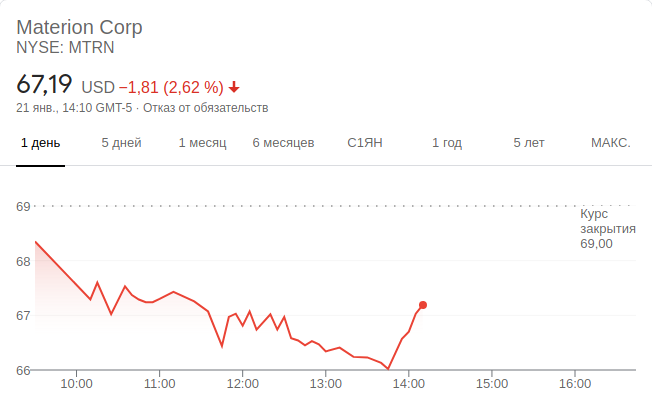 Materion Corp
NYSE: MTRN
67,19 USD −1,81 (2,62 %)
21 янв., 14:10 GMT-5 · Отказ от обязательств
1 день 5 дней 1 месяц 6 месяцев С1ЯН 1 год 5 лет МАКС.
69
Курс
закрытия
69,00
68
67
66
10:00 11:00 12:00 13:00 14:00 15:00 16:00